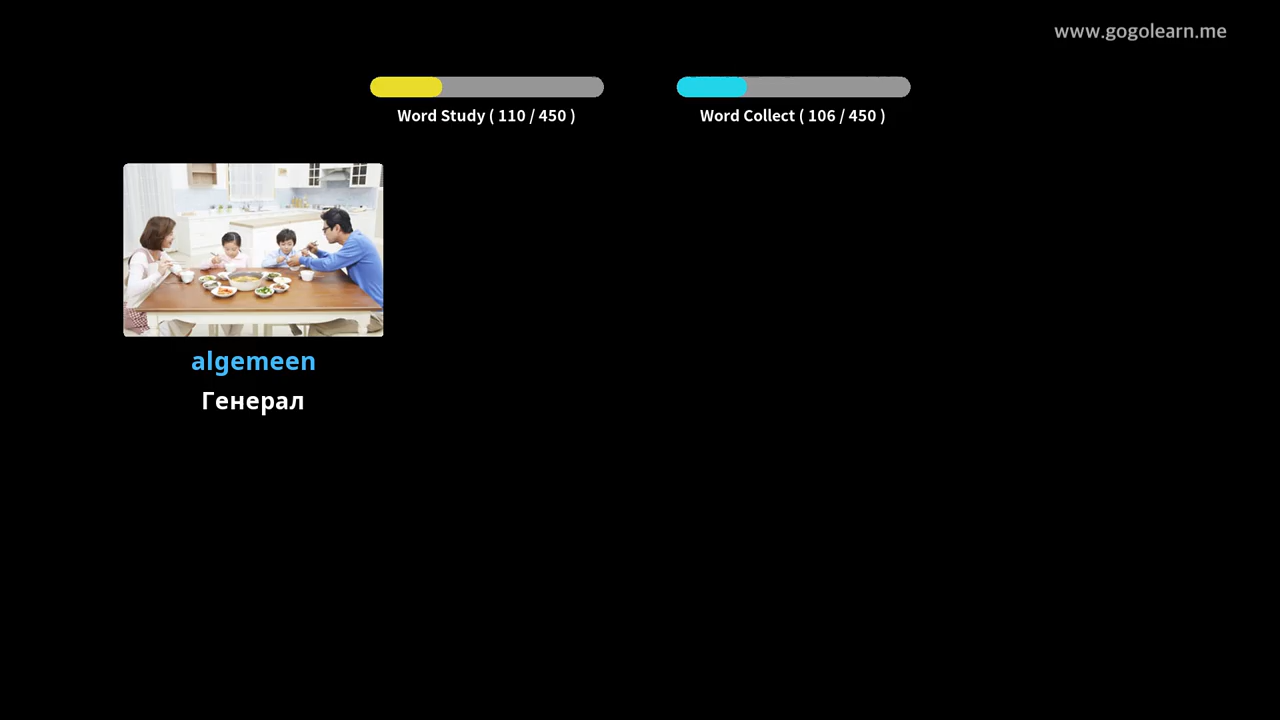 www.gogolearn.me
Word Study ( 110 / 450 )
Word Collect ( 106 / 450 )
algemeen
Генерал